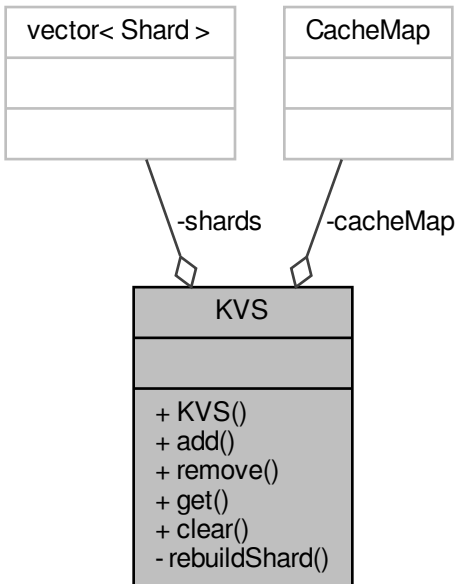 vector< Shard >
CacheMap
-shards
-cacheMap
KVS
+ KVS()
+ add()
+ remove()
+ get()
+ clear()
- rebuildShard()